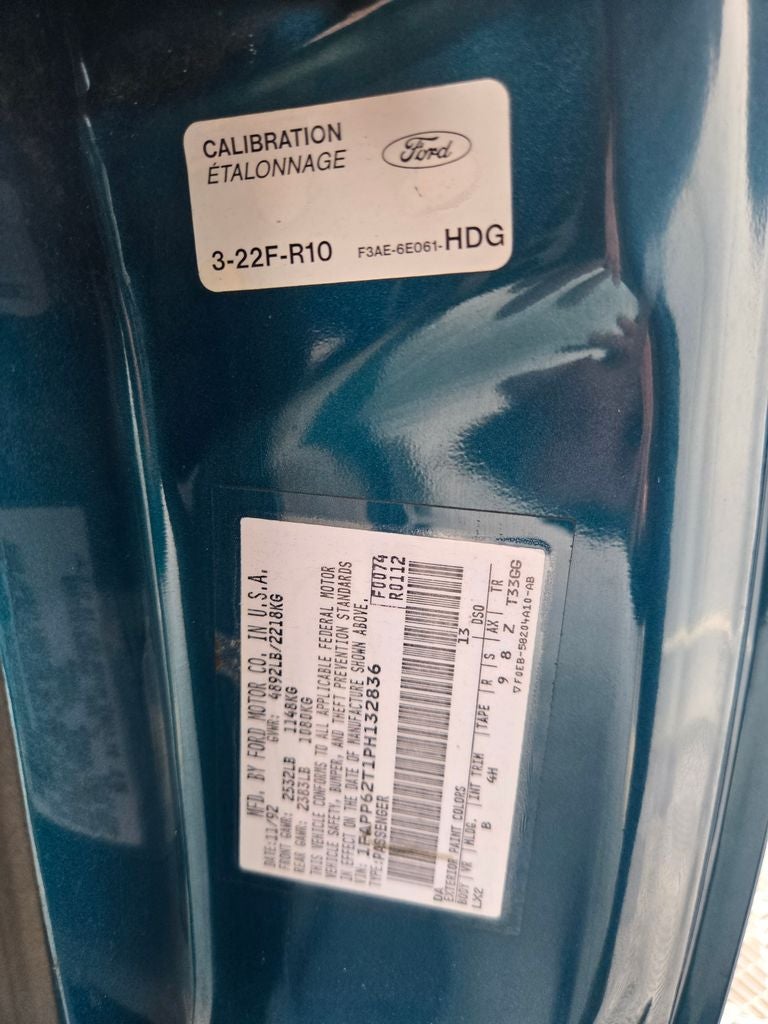 CALIBRATION
ÉTALONNAGE
Ford
3-22F-R10 F3AE-6E061-HDG
MFD. BY FORD MOTOR CO. IN U.S.A.
DATE: 11/92 GVWR: 4892LB/2218KG
FRONT GAWR: 2532LB 1148KG
REAR GAWR: 2383LB 1080KG
THIS VEHICLE CONFORMS TO ALL APPLICABLE FEDERAL MOTOR
VEHICLE SAFETY, BUMPER, AND THEFT PREVENTION STANDARDS
IN EFFECT ON THE DATE OF MANUFACTURE SHOWN ABOVE.
VIN: 1FAPP62T1PH132836 F0074
TYPE: PASSENGER R0112
13
DA DSO
EXTERIOR PAINT COLORS
BODY VR MLDG. INT TRIM TAPE R S AX TR
LX2 B 4H 9 8 Z T33GG
▽F0EB-58204A10-AB